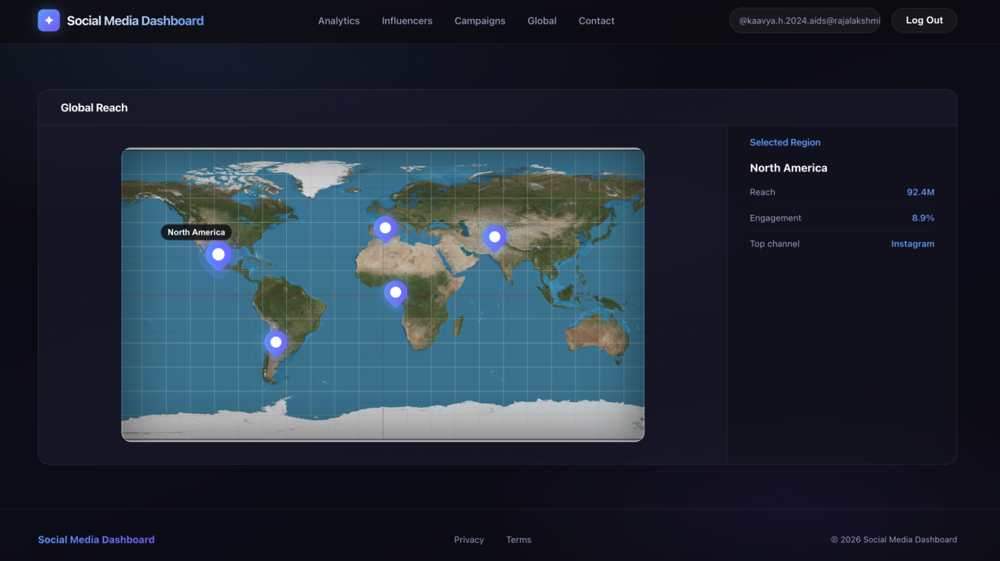 Social Media Dashboard
Analytics
Influencers
Campaigns
Global
Contact
@kaavya.h.2024.aids@rajalakshmi
Log Out
Global Reach
North America
Selected Region
North America
Reach 92.4M
Engagement 8.9%
Top channel Instagram
Social Media Dashboard
Privacy
Terms
© 2026 Social Media Dashboard